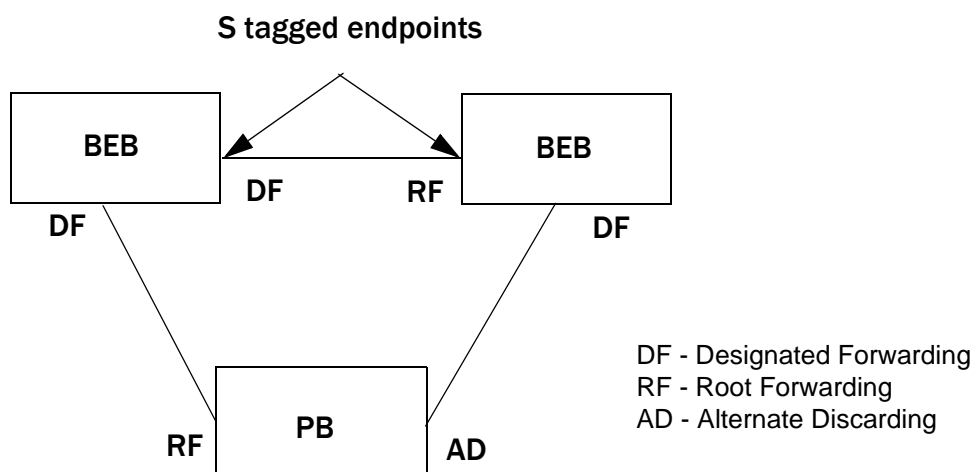 S tagged endpoints
BEB
BEB
DF
RF
DF
DF
DF - Designated Forwarding
RF - Root Forwarding
AD - Alternate Discarding
PB
RF
AD